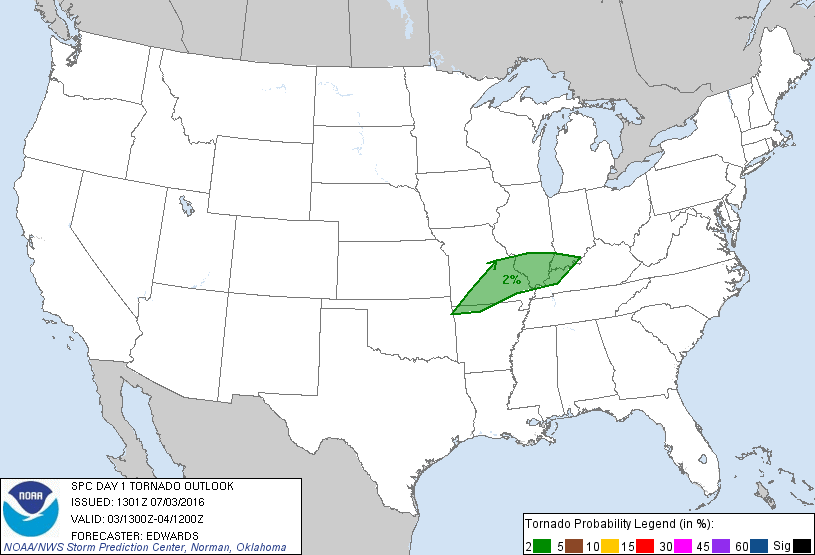 2%
NOAA
SPC DAY 1 TORNADO OUTLOOK
ISSUED: 1301Z 07/03/2016
VALID: 03/1300Z-04/1200Z
FORECASTER: EDWARDS
NOAA/NWS Storm Prediction Center, Norman, Oklahoma
Tornado Probability Legend (in %):
2 5 10 15 30 45 60 Sig